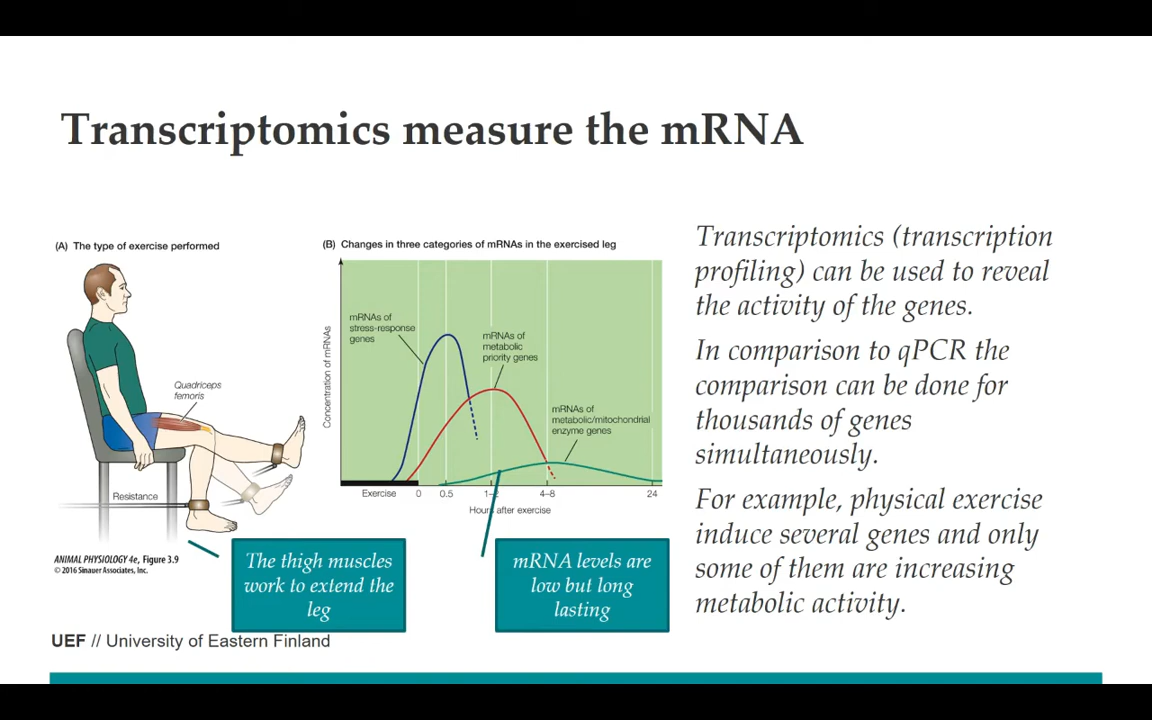 Transcriptomics measure the mRNA
(A) The type of exercise performed
Quadriceps
femoris
Resistance
ANIMAL PHYSIOLOGY 4e, Figure 3.9
© 2016 Sinauer Associates, Inc.
The thigh muscles
work to extend the
leg
(B) Changes in three categories of mRNAs in the exercised leg
Concentration of mRNAs
mRNAs of
stress-response
genes
mRNAs of
metabolic
priority genes
mRNAs of
metabolic/mitochondrial
enzyme genes
Exercise 0 0.5 1–2 4-8 24
Hours after exercise
mRNA levels are
low but long
lasting
Transcriptomics (transcription
profiling) can be used to reveal
the activity of the genes.
In comparison to qPCR the
comparison can be done for
thousands of genes
simultaneously.
For example, physical exercise
induce several genes and only
some of them are increasing
metabolic activity.
UEF // University of Eastern Finland